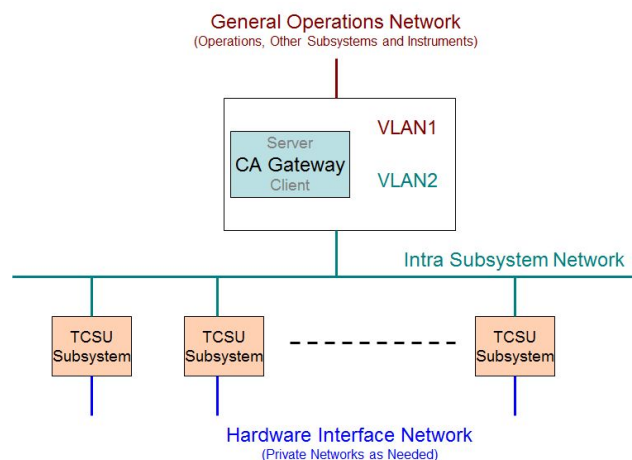 General Operations Network
(Operations, Other Subsystems and Instruments)
VLAN1
Server
CA Gateway
Client
VLAN2
Intra Subsystem Network
TCSU
Subsystem
TCSU
Subsystem
TCSU
Subsystem
Hardware Interface Network
(Private Networks as Needed)